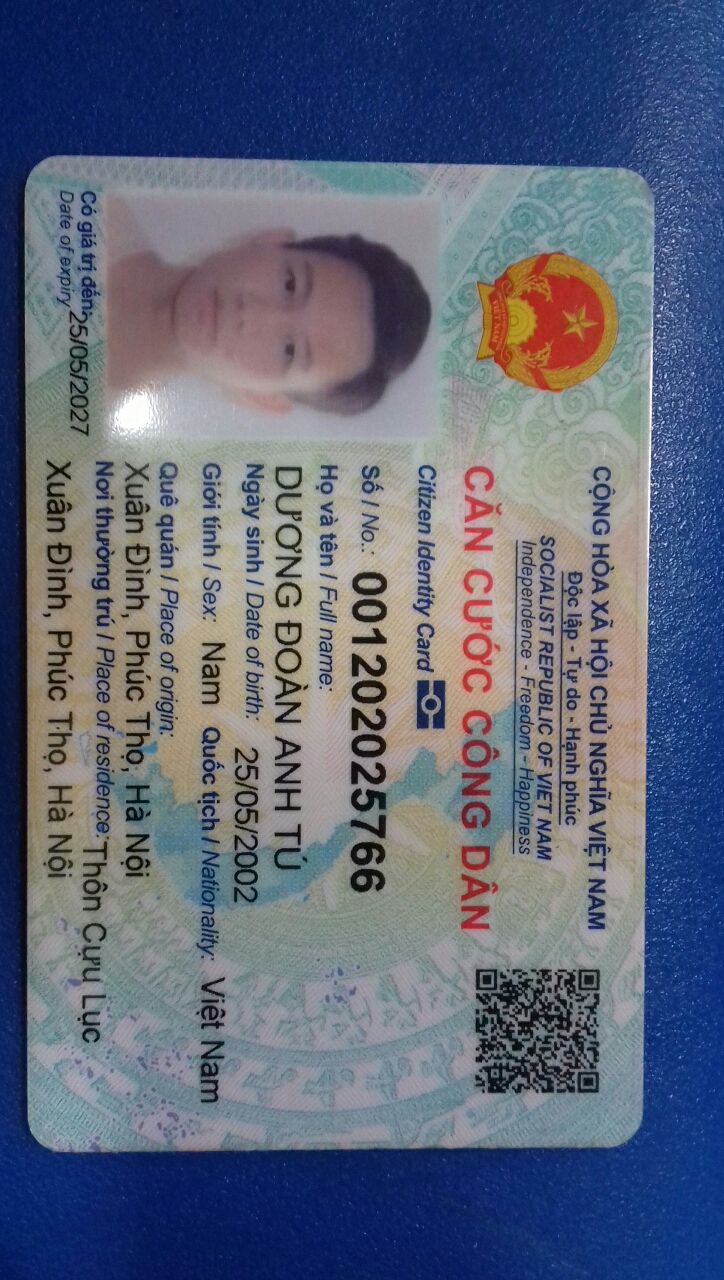 CỘNG HÒA XÃ HỘI CHỦ NGHĨA VIỆT NAM
Độc lập - Tự do - Hạnh phúc
SOCIALIST REPUBLIC OF VIET NAM
Independence - Freedom - Happiness
VIỆT NAM
CĂN CƯỚC CÔNG DÂN
Citizen Identity Card
Số / No.: 001202025766
Họ và tên / Full name:
DƯƠNG ĐOÀN ANH TÚ
Ngày sinh / Date of birth: 25/05/2002
Giới tính / Sex: Nam Quốc tịch / Nationality: Việt Nam
Quê quán / Place of origin:
Xuân Đình, Phúc Thọ, Hà Nội
Nơi thường trú / Place of residence: Thôn Cựu Lục
Xuân Đình, Phúc Thọ, Hà Nội
Có giá trị đến: 25/05/2027
Date of expiry